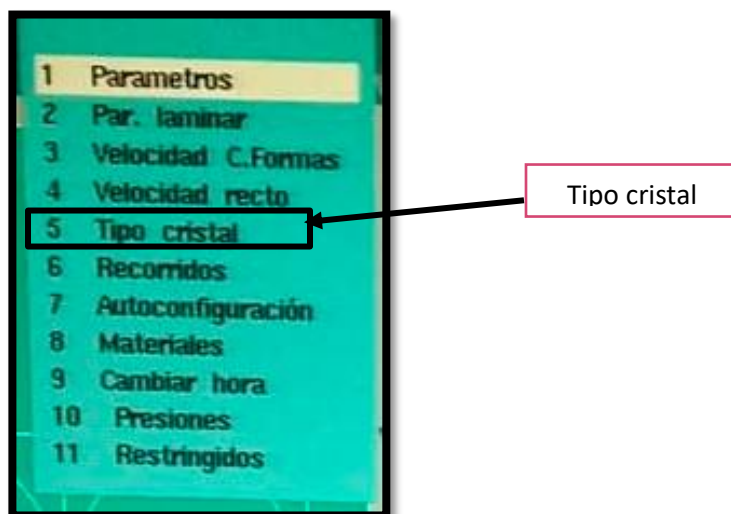 1 Parametros
2 Par. laminar
3 Velocidad C.Formas
4 Velocidad recto
5 Tipo cristal
6 Recorridos
7 Autoconfiguración
8 Materiales
9 Cambiar hora
10 Presiones
11 Restringidos
Tipo cristal